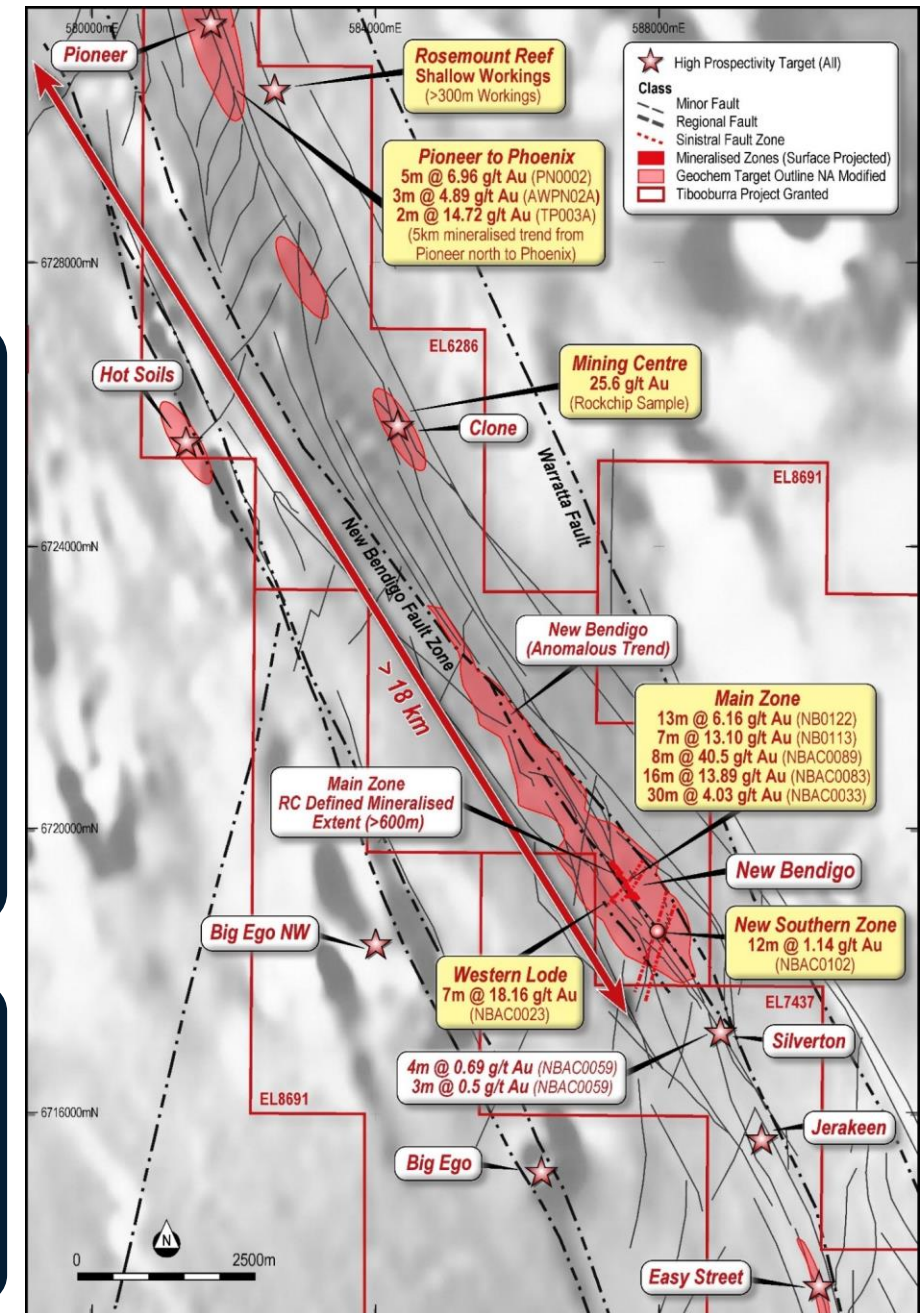 580000mE
584000mE
588000mE
Pioneer
Rosemount Reef
Shallow Workings
(>300m Workings)
High Prospectivity Target (All)
Class
Minor Fault
Regional Fault
Sinistral Fault Zone
Mineralised Zones (Surface Projected)
Geochem Target Outline NA Modified
Tibooburra Project Granted
Pioneer to Phoenix
5m @ 6.96 g/t Au (PN0002)
3m @ 4.89 g/t Au (AWPN02A)
2m @ 14.72 g/t Au (TP003A)
(5km mineralised trend from
Pioneer north to Phoenix)
6728000mN
EL6286
Hot Soils
Mining Centre
25.6 g/t Au
(Rockchip Sample)
Clone
Warratta Fault
EL8691
6724000mN
New Bendigo Fault Zone
> 18 km
New Bendigo
(Anomalous Trend)
Main Zone
13m @ 6.16 g/t Au (NB0122)
7m @ 13.10 g/t Au (NB0113)
8m @ 40.5 g/t Au (NBAC0089)
16m @ 13.89 g/t Au (NBAC0083)
30m @ 4.03 g/t Au (NBAC0033)
Main Zone
RC Defined Mineralised
Extent (>600m)
6720000mN
New Bendigo
Big Ego NW
New Southern Zone
12m @ 1.14 g/t Au
(NBAC0102)
Western Lode
7m @ 18.16 g/t Au
(NBAC0023)
EL7437
Silverton
4m @ 0.69 g/t Au (NBAC0059)
3m @ 0.5 g/t Au (NBAC0059)
EL8691
6716000mN
Jerakeen
Big Ego
N
0
2500m
Easy Street